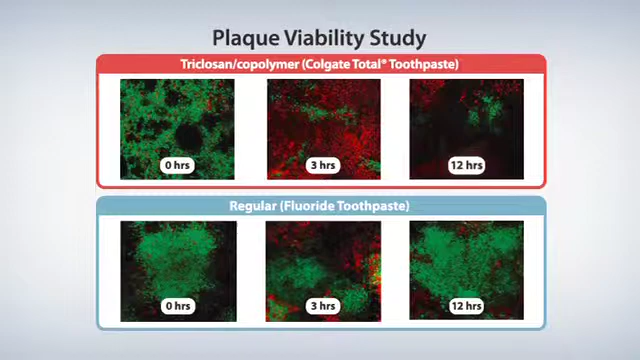 Plaque Viability Study
Triclosan/copolymer (Colgate Total® Toothpaste)
0 hrs
3 hrs
12 hrs
Regular (Fluoride Toothpaste)
0 hrs
3 hrs
12 hrs